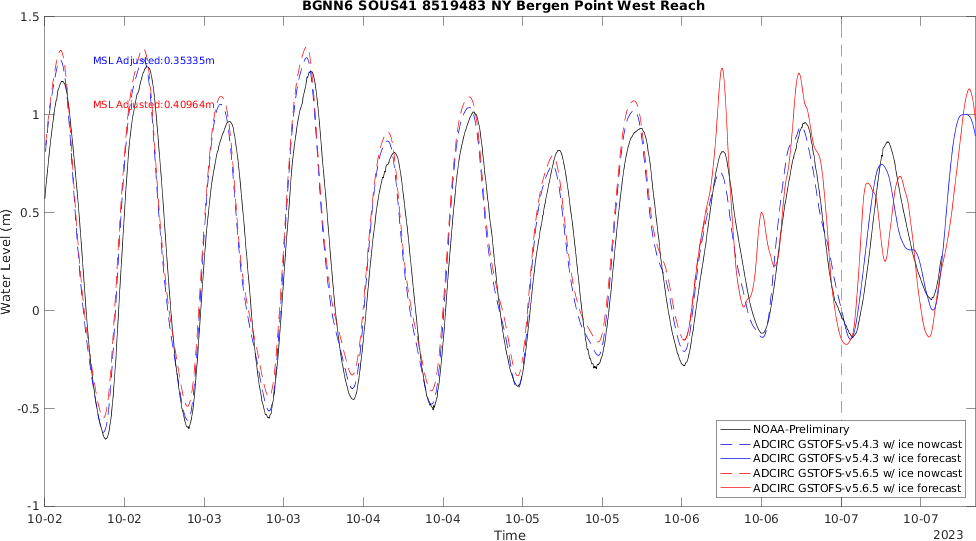 BGNN6 SOUS41 8519483 NY Bergen Point West Reach
1.5
MSL Adjusted:0.35335m
MSL Adjusted:0.40964m
1
0.5
Water Level (m)
0
-0.5
-1
NOAA-Preliminary
ADCIRC GSTOFS-v5.4.3 w/ ice nowcast
ADCIRC GSTOFS-v5.4.3 w/ ice forecast
ADCIRC GSTOFS-v5.6.5 w/ ice nowcast
ADCIRC GSTOFS-v5.6.5 w/ ice forecast
10-02 10-02 10-03 10-03 10-04 10-04 10-05 10-05 10-06 10-06 10-07 10-07
Time
2023